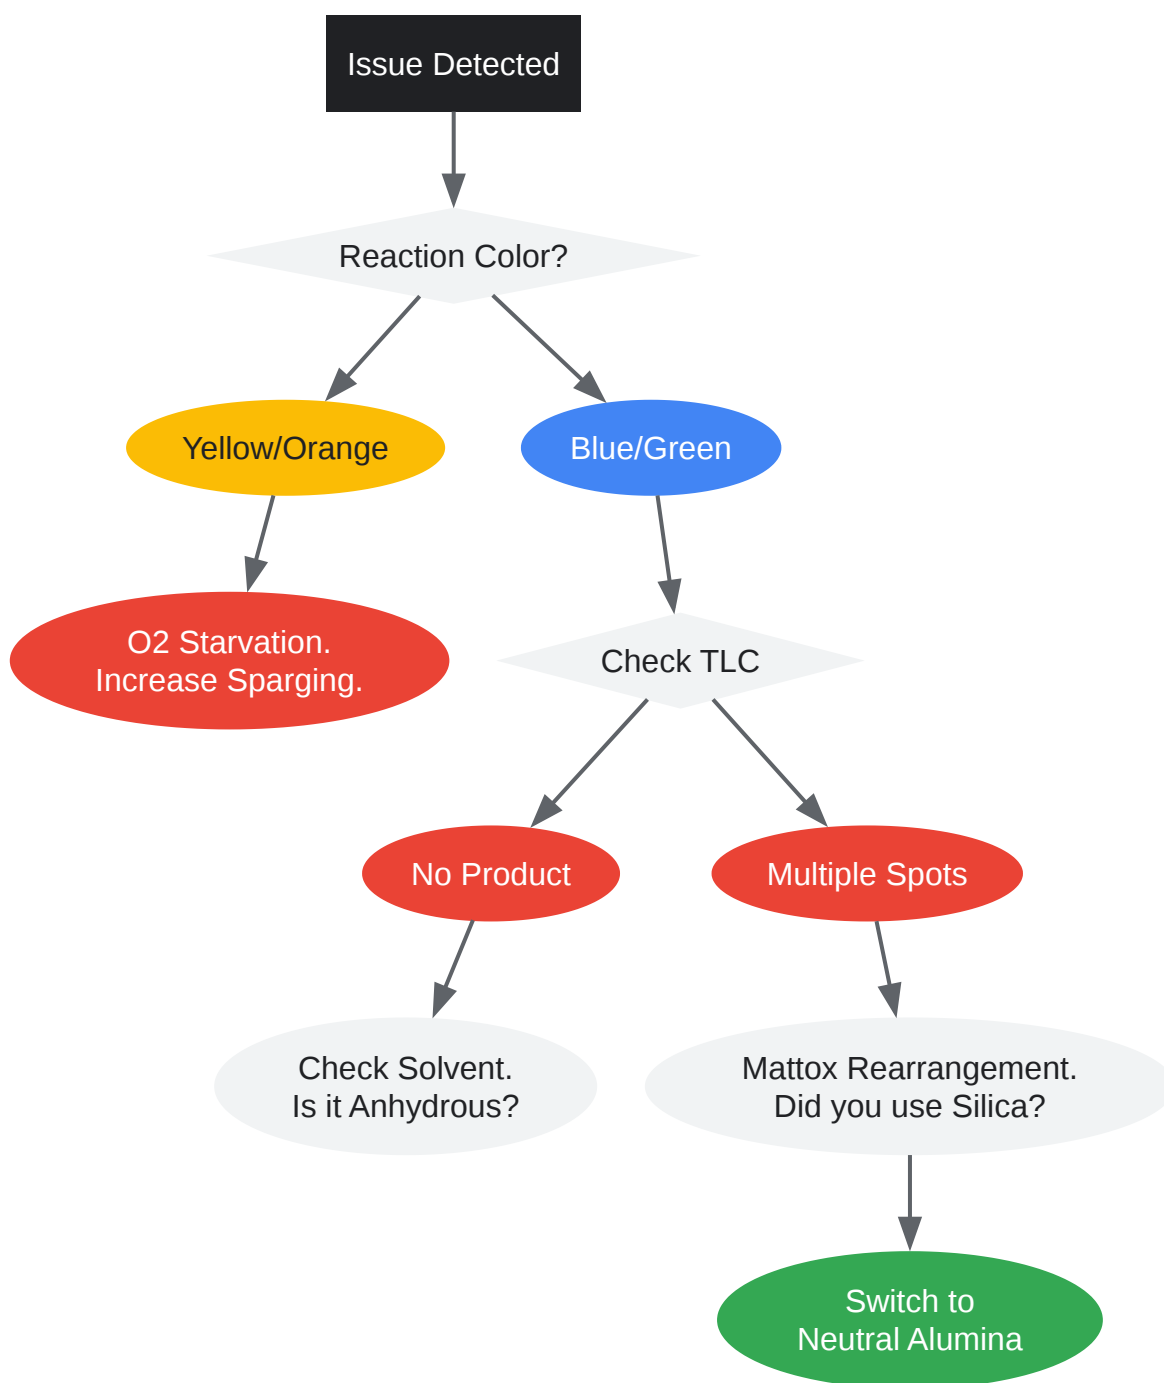 Issue Detected
Reaction Color?
Yellow/Orange
Blue/Green
O2 Starvation.
Increase Sparging.
Check TLC
No Product
Multiple Spots
Check Solvent.
Is it Anhydrous?
Mattox Rearrangement.
Did you use Silica?
Switch to
Neutral Alumina